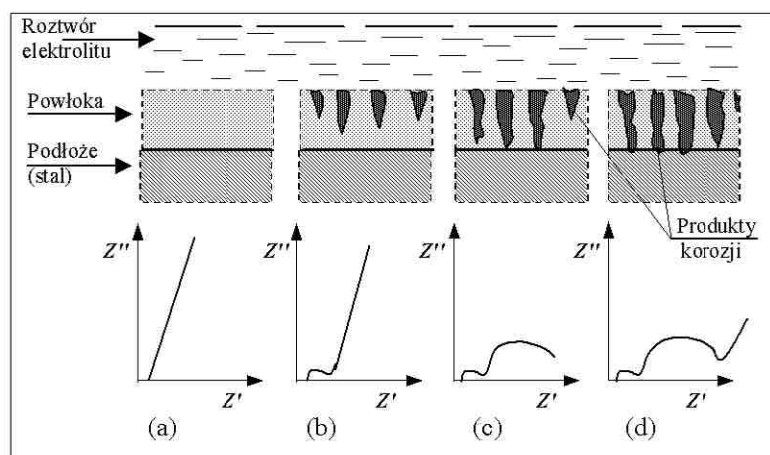 Roztwór
elektrolitu
Powłoka
Podłoże
(stal)
Produkty
korozji
Z'' Z'' Z'' Z''
Z' Z' Z' Z'
(a) (b) (c) (d)